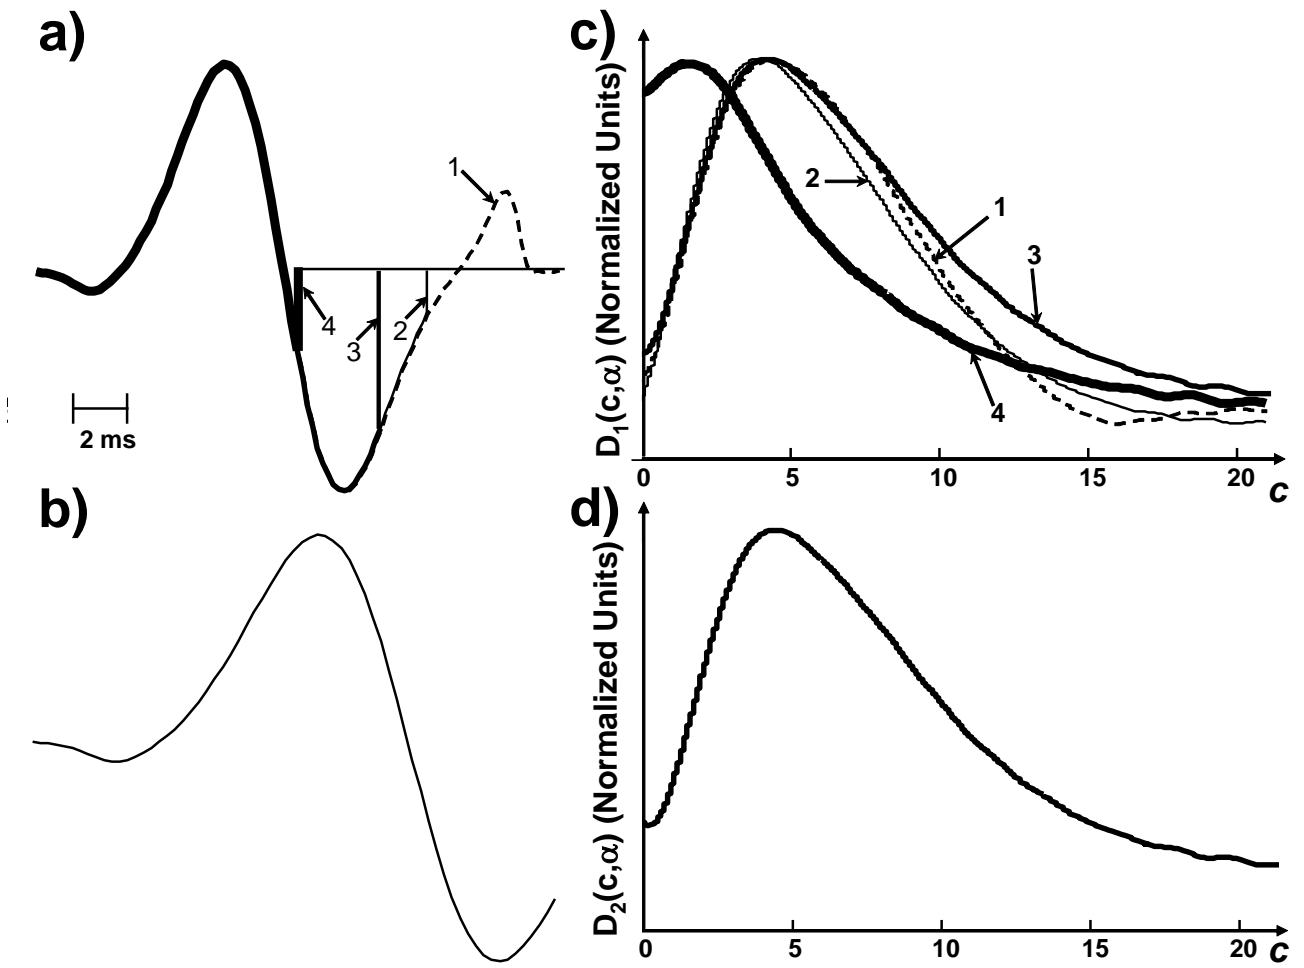 a)
1
4
3
2
2 ms
b)
c)
D1(c,α) (Normalized Units)
2
1
3
4
0 5 10 15 20
c
d)
D2(c,α) (Normalized Units)
0 5 10 15 20
c